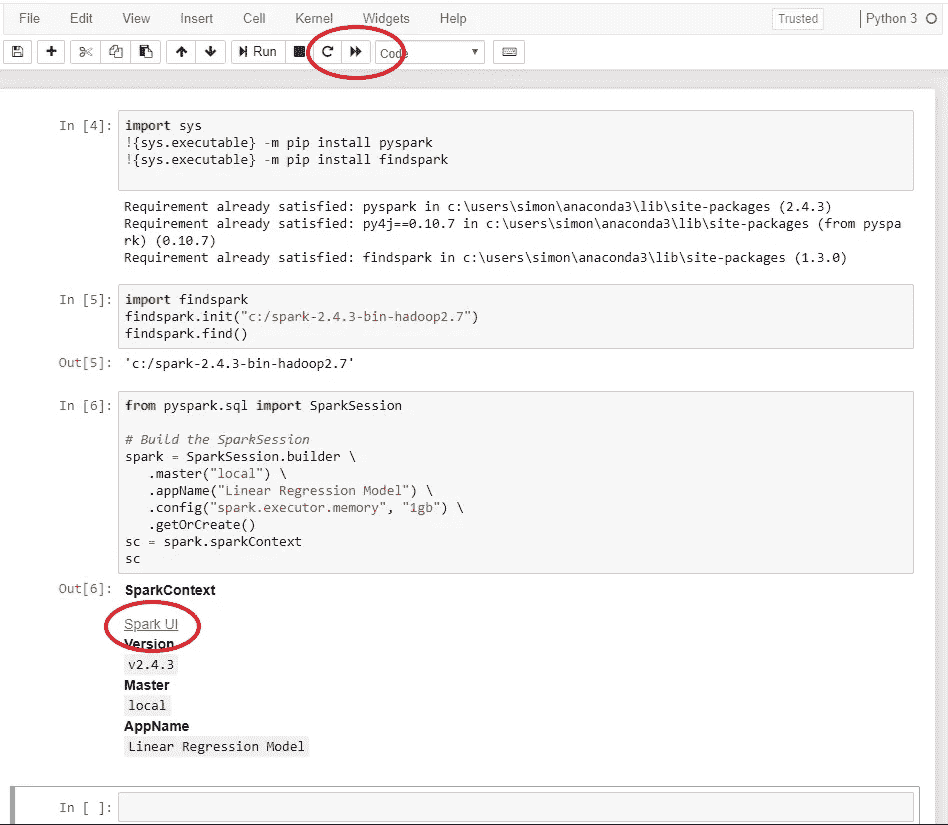 File Edit View Insert Cell Kernel Widgets Help Trusted Python 3
Run Code
In [4]: import sys
!{sys.executable} -m pip install pyspark
!{sys.executable} -m pip install findspark
Requirement already satisfied: pyspark in c:\users\simon\anaconda3\lib\site-packages (2.4.3)
Requirement already satisfied: py4j==0.10.7 in c:\users\simon\anaconda3\lib\site-packages (from pyspa
rk) (0.10.7)
Requirement already satisfied: findspark in c:\users\simon\anaconda3\lib\site-packages (1.3.0)
In [5]: import findspark
findspark.init("c:/spark-2.4.3-bin-hadoop2.7")
findspark.find()
Out[5]: 'c:/spark-2.4.3-bin-hadoop2.7'
In [6]: from pyspark.sql import SparkSession
# Build the SparkSession
spark = SparkSession.builder \
.master("local") \
.appName("Linear Regression Model") \
.config("spark.executor.memory", "1gb") \
.getOrCreate()
sc = spark.sparkContext
sc
Out[6]: SparkContext
Spark UI
Version
v2.4.3
Master
local
AppName
Linear Regression Model
In [ ]: